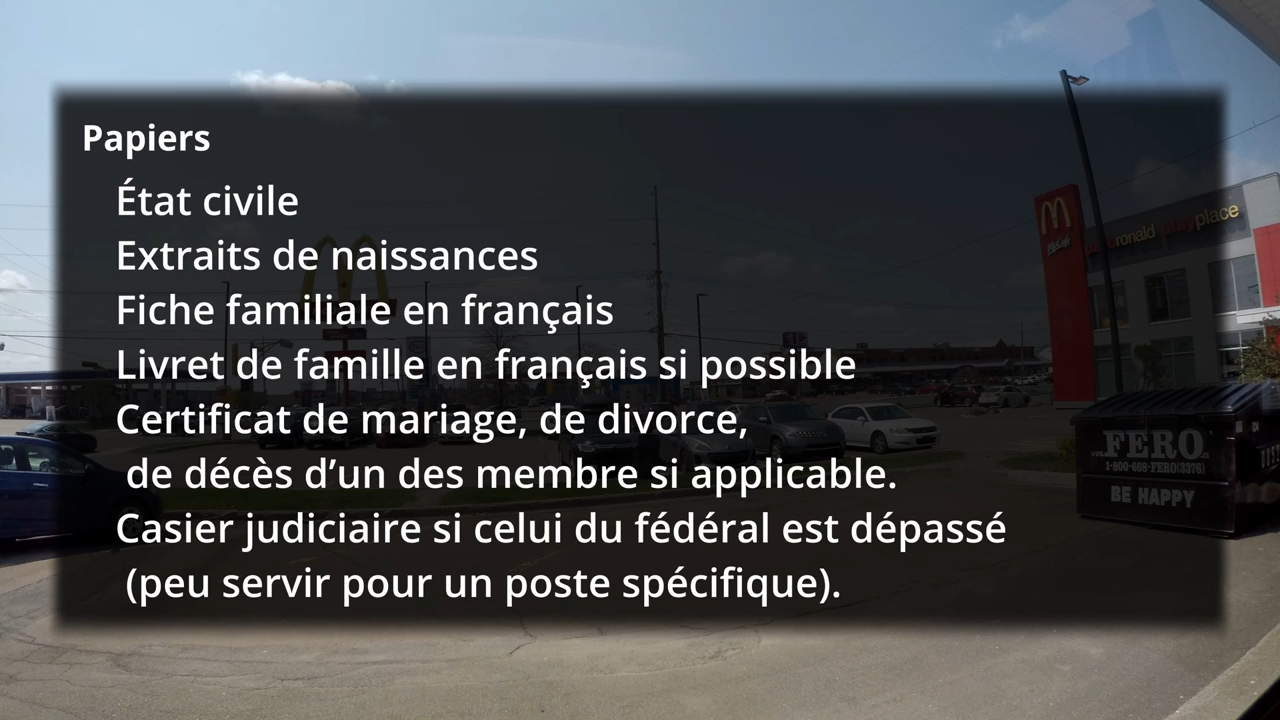 Papiers
État civile
Extraits de naissances
Fiche familiale en français
Livret de famille en français si possible
Certificat de mariage, de divorce,
de décès d’un des membre si applicable.
Casier judiciaire si celui du fédéral est dépassé
(peu servir pour un poste spécifique).
McCafé
ronald playplace
FERO
1-800-668-FERO(3376)
BE HAPPY